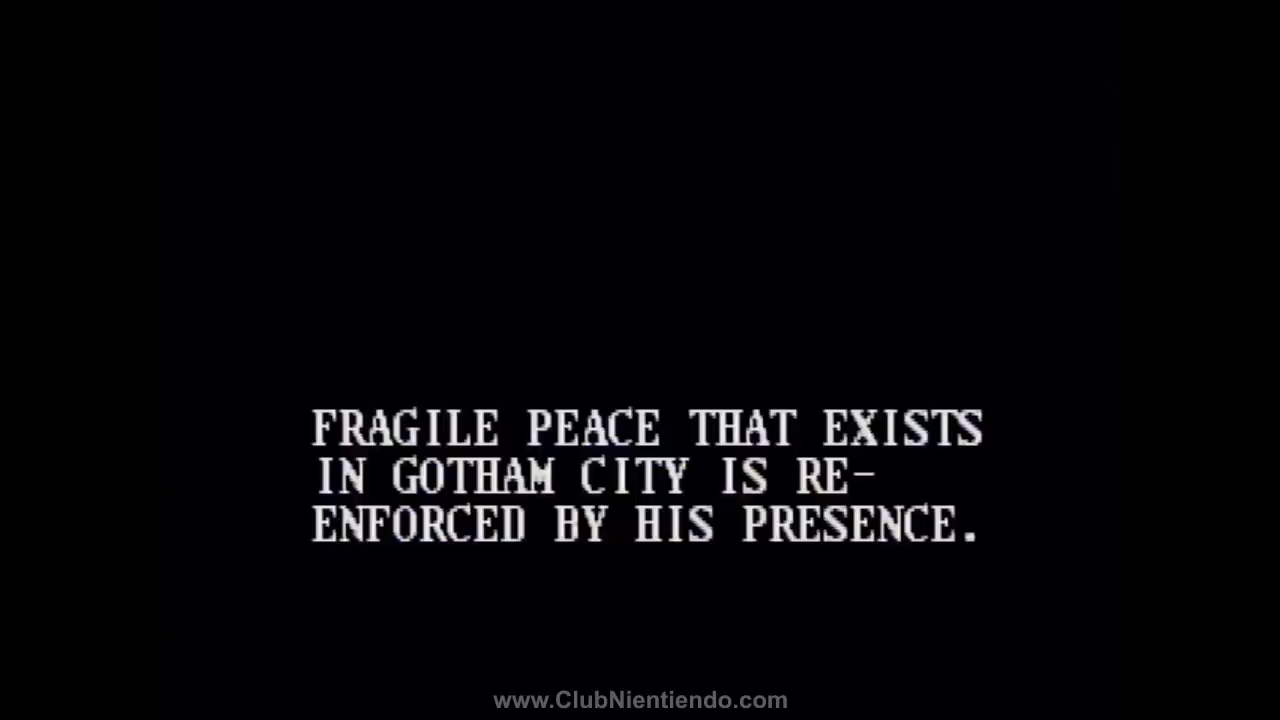 FRAGILE PEACE THAT EXISTS
IN GOTHAM CITY IS RE-
ENFORCED BY HIS PRESENCE.
www.ClubNientiendo.com